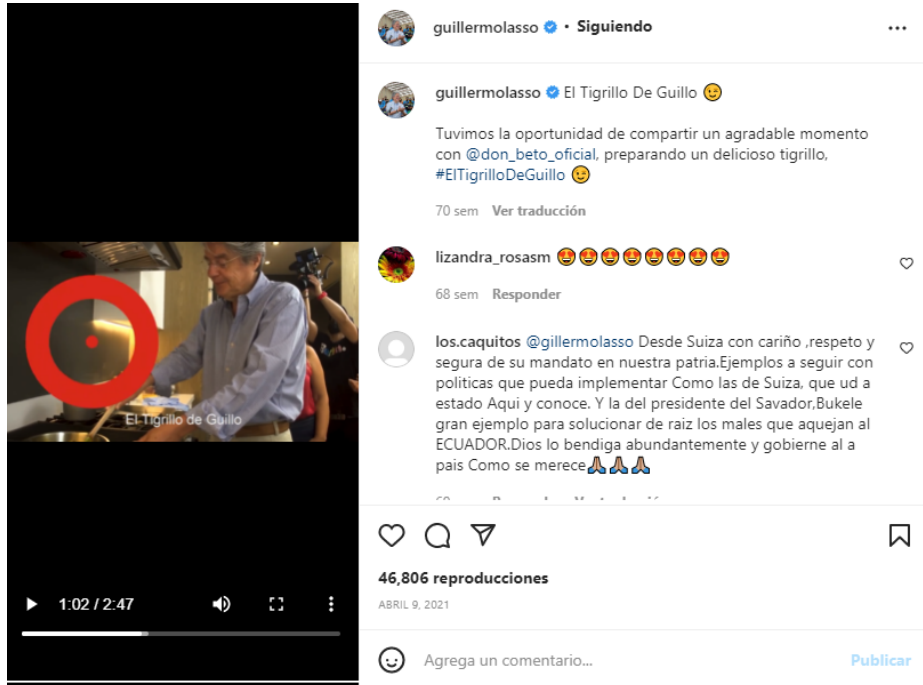 guillermolasso • Siguiendo
guillermolasso El Tigrillo De Guillo 😉
Tuvimos la oportunidad de compartir un agradable momento
con @don_beto_oficial, preparando un delicioso tigrillo,
#ElTigrilloDeGuillo 😉
70 sem Ver traducción
lizandra_rosasm 🤩🤩🤩🤩🤩🤩🤩🤩
68 sem Responder
los.caquitos @gillermolasso Desde Suiza con cariño ,respeto y
segura de su mandato en nuestra patria.Ejemplos a seguir con
politicas que pueda implementar Como las de Suiza, que ud a
estado Aqui y conoce. Y la del presidente del Savador,Bukele
gran ejemplo para solucionar de raiz los males que aquejan al
ECUADOR.Dios lo bendiga abundantemente y gobierne al a
pais Como se merece🙏🏽🙏🏽🙏🏽
El Tigrillo de Guillo
1:02 / 2:47
46,806 reproducciones
ABRIL 9, 2021
Agrega un comentario...
Publicar